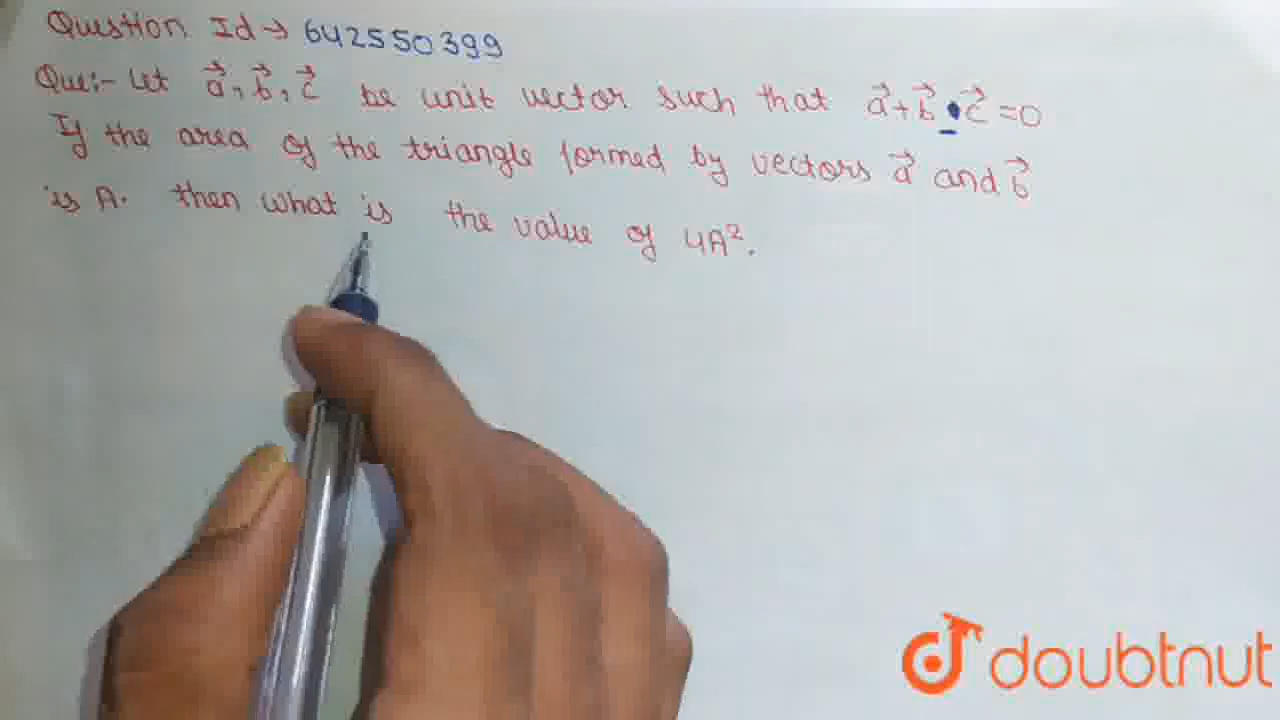 Question Id → 642550399
Que:- Let a⃗, b⃗, c⃗ be unit vector such that a⃗ + b⃗ • c⃗ = 0
If the area of the triangle formed by vectors a⃗ and b⃗
is A. then what is the value of 4A².
doubtnut